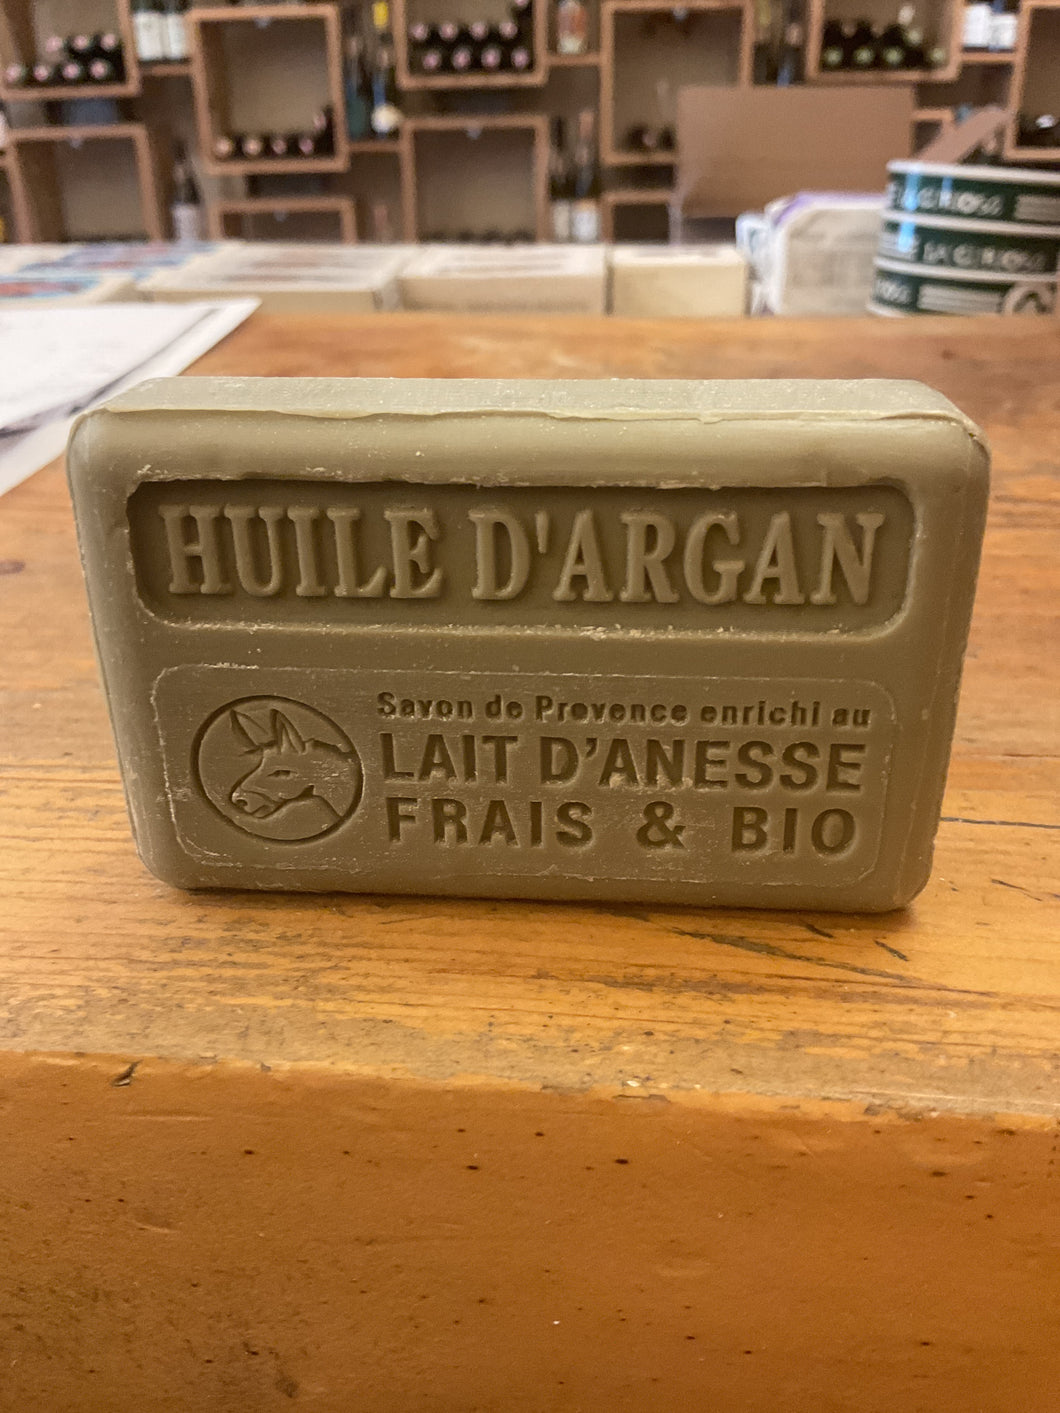 HUILE D'ARGAN
Savon de Provence enrichi au
LAIT D'ANESSE
FRAIS & BIO